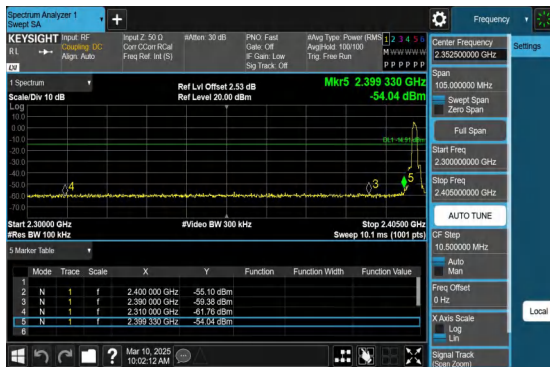 Spectrum Analyzer 1
Swept SA
+
Frequency
KEYSIGHT Input: RF Input Z: 50 Ω #Atten: 30 dB PNO: Fast #Avg Type: Power (RMS 1 2 3 4 5 6
RL Coupling: DC Corr CCorr RCal Gate: Off Avg|Hold: 100/100 M W W W W W
Align: Auto Freq Ref: Int (S) IF Gain: Low Trig: Free Run
LXI Sig Track: Off P P P P P P
1 Spectrum Ref Lvl Offset 2.53 dB Mkr5 2.399 330 GHz
Scale/Div 10 dB Ref Level 20.00 dBm -54.04 dBm
Log
10.0
0.00
-10.0
DL1 -14.91 dBm
-20.0
-30.0
-40.0
-50.0
4 3 5
-60.0
-70.0
Start 2.30000 GHz #Video BW 300 kHz Stop 2.40500 GHz
#Res BW 100 kHz Sweep 10.1 ms (1001 pts)
5 Marker Table
Mode Trace Scale X Y Function Function Width Function Value
1
2 N 1 f 2.400 000 GHz -55.10 dBm
3 N 1 f 2.390 000 GHz -59.38 dBm
4 N 1 f 2.310 000 GHz -61.76 dBm
5 N 1 f 2.399 330 GHz -54.04 dBm
6
? Mar 10, 2025
10:02:12 AM
Center Frequency
2.352500000 GHz
Settings
Span
105.000000 MHz
Swept Span
Zero Span
Full Span
Start Freq
2.300000000 GHz
Stop Freq
2.405000000 GHz
AUTO TUNE
CF Step
10.500000 MHz
Auto
Man
Freq Offset
0 Hz
Local
X Axis Scale
Log
Lin
Signal Track
(Span Zoom)